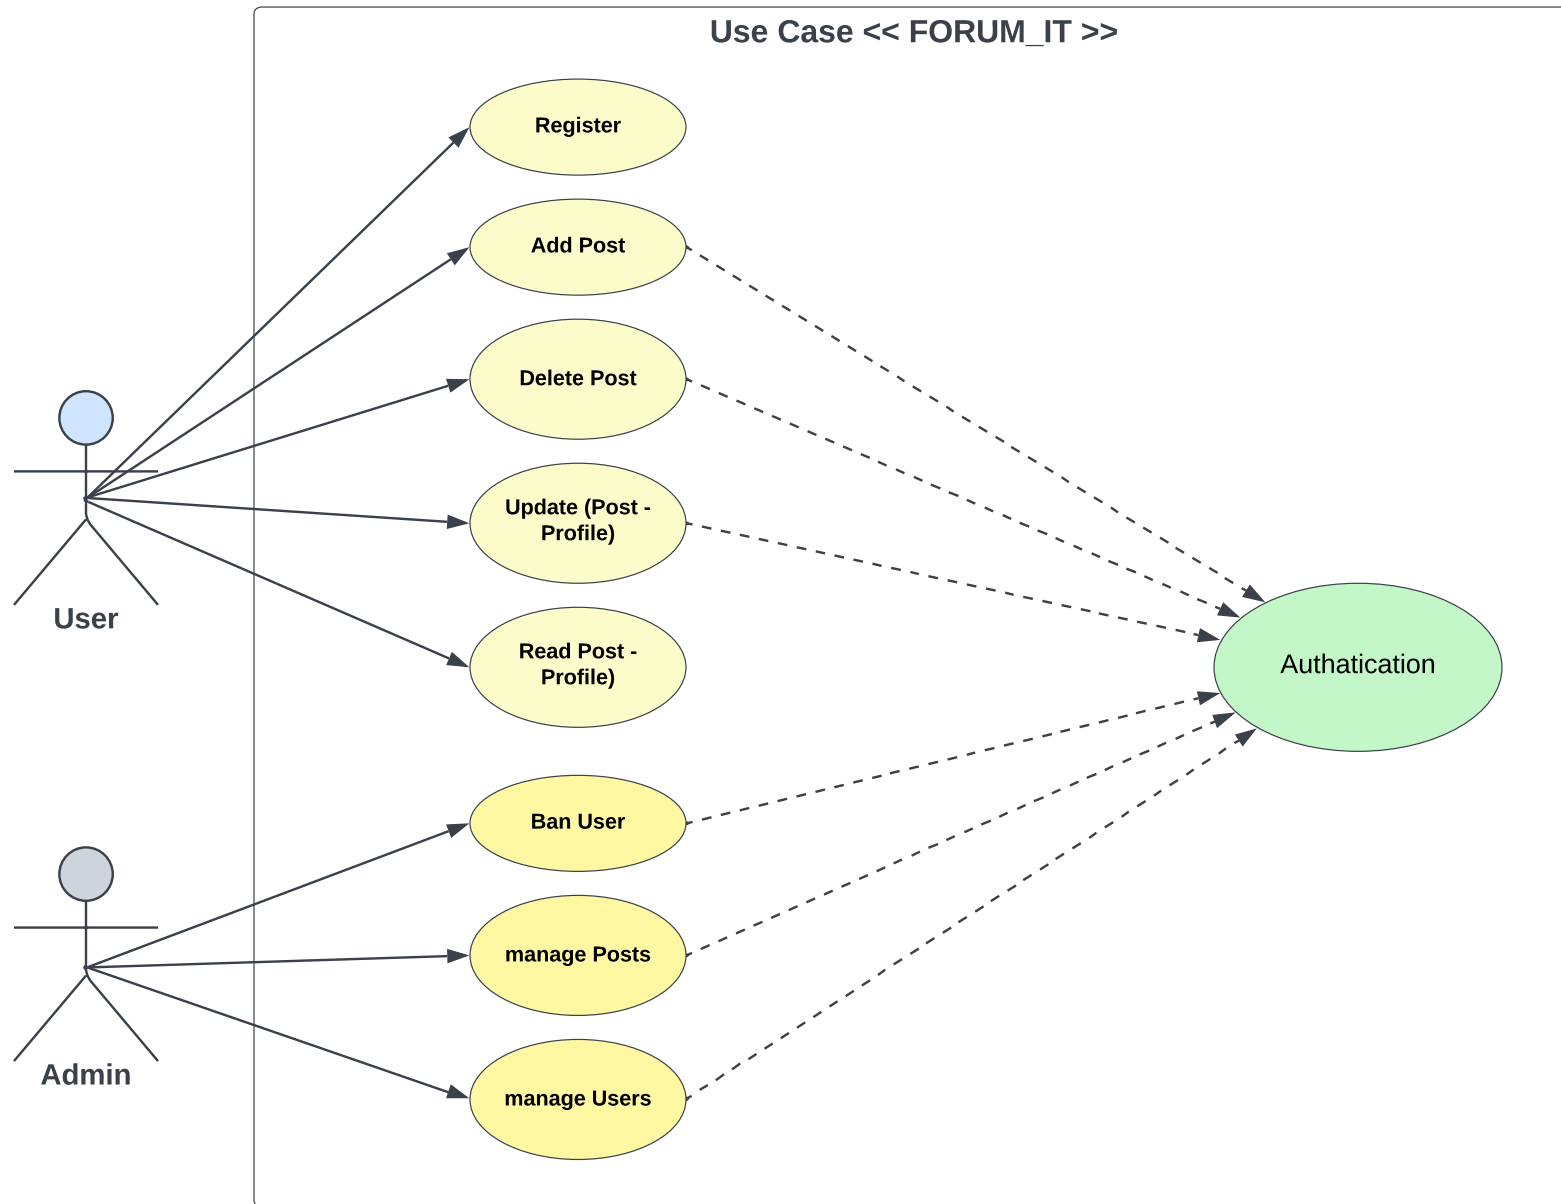 Use Case << FORUM_IT >>
Register
Add Post
Delete Post
Update (Post -
Profile)
User
Read Post -
Profile)
Authatication
Ban User
manage Posts
Admin
manage Users